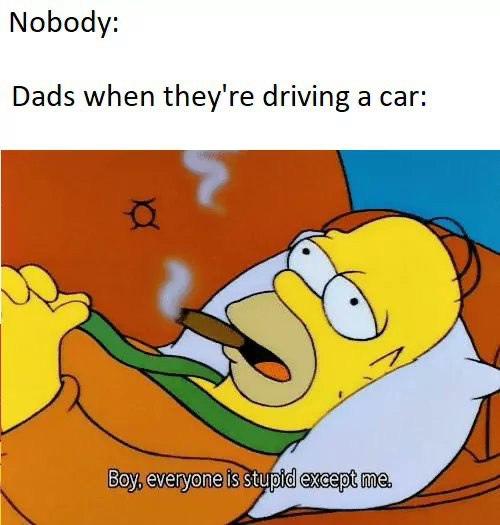 Nobody:
Dads when they're driving a car:
Boy, everyone is stupid except me.